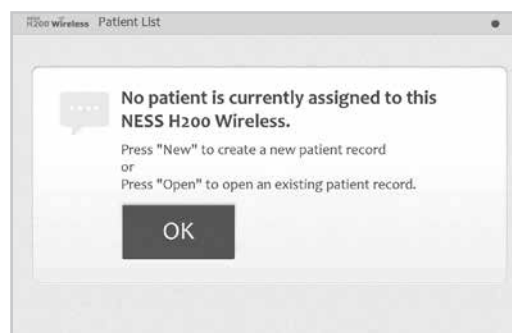 NESS
H200 Wireless Patient List
No patient is currently assigned to this
NESS H200 Wireless.
Press "New" to create a new patient record
or
Press "Open" to open an existing patient record.
OK